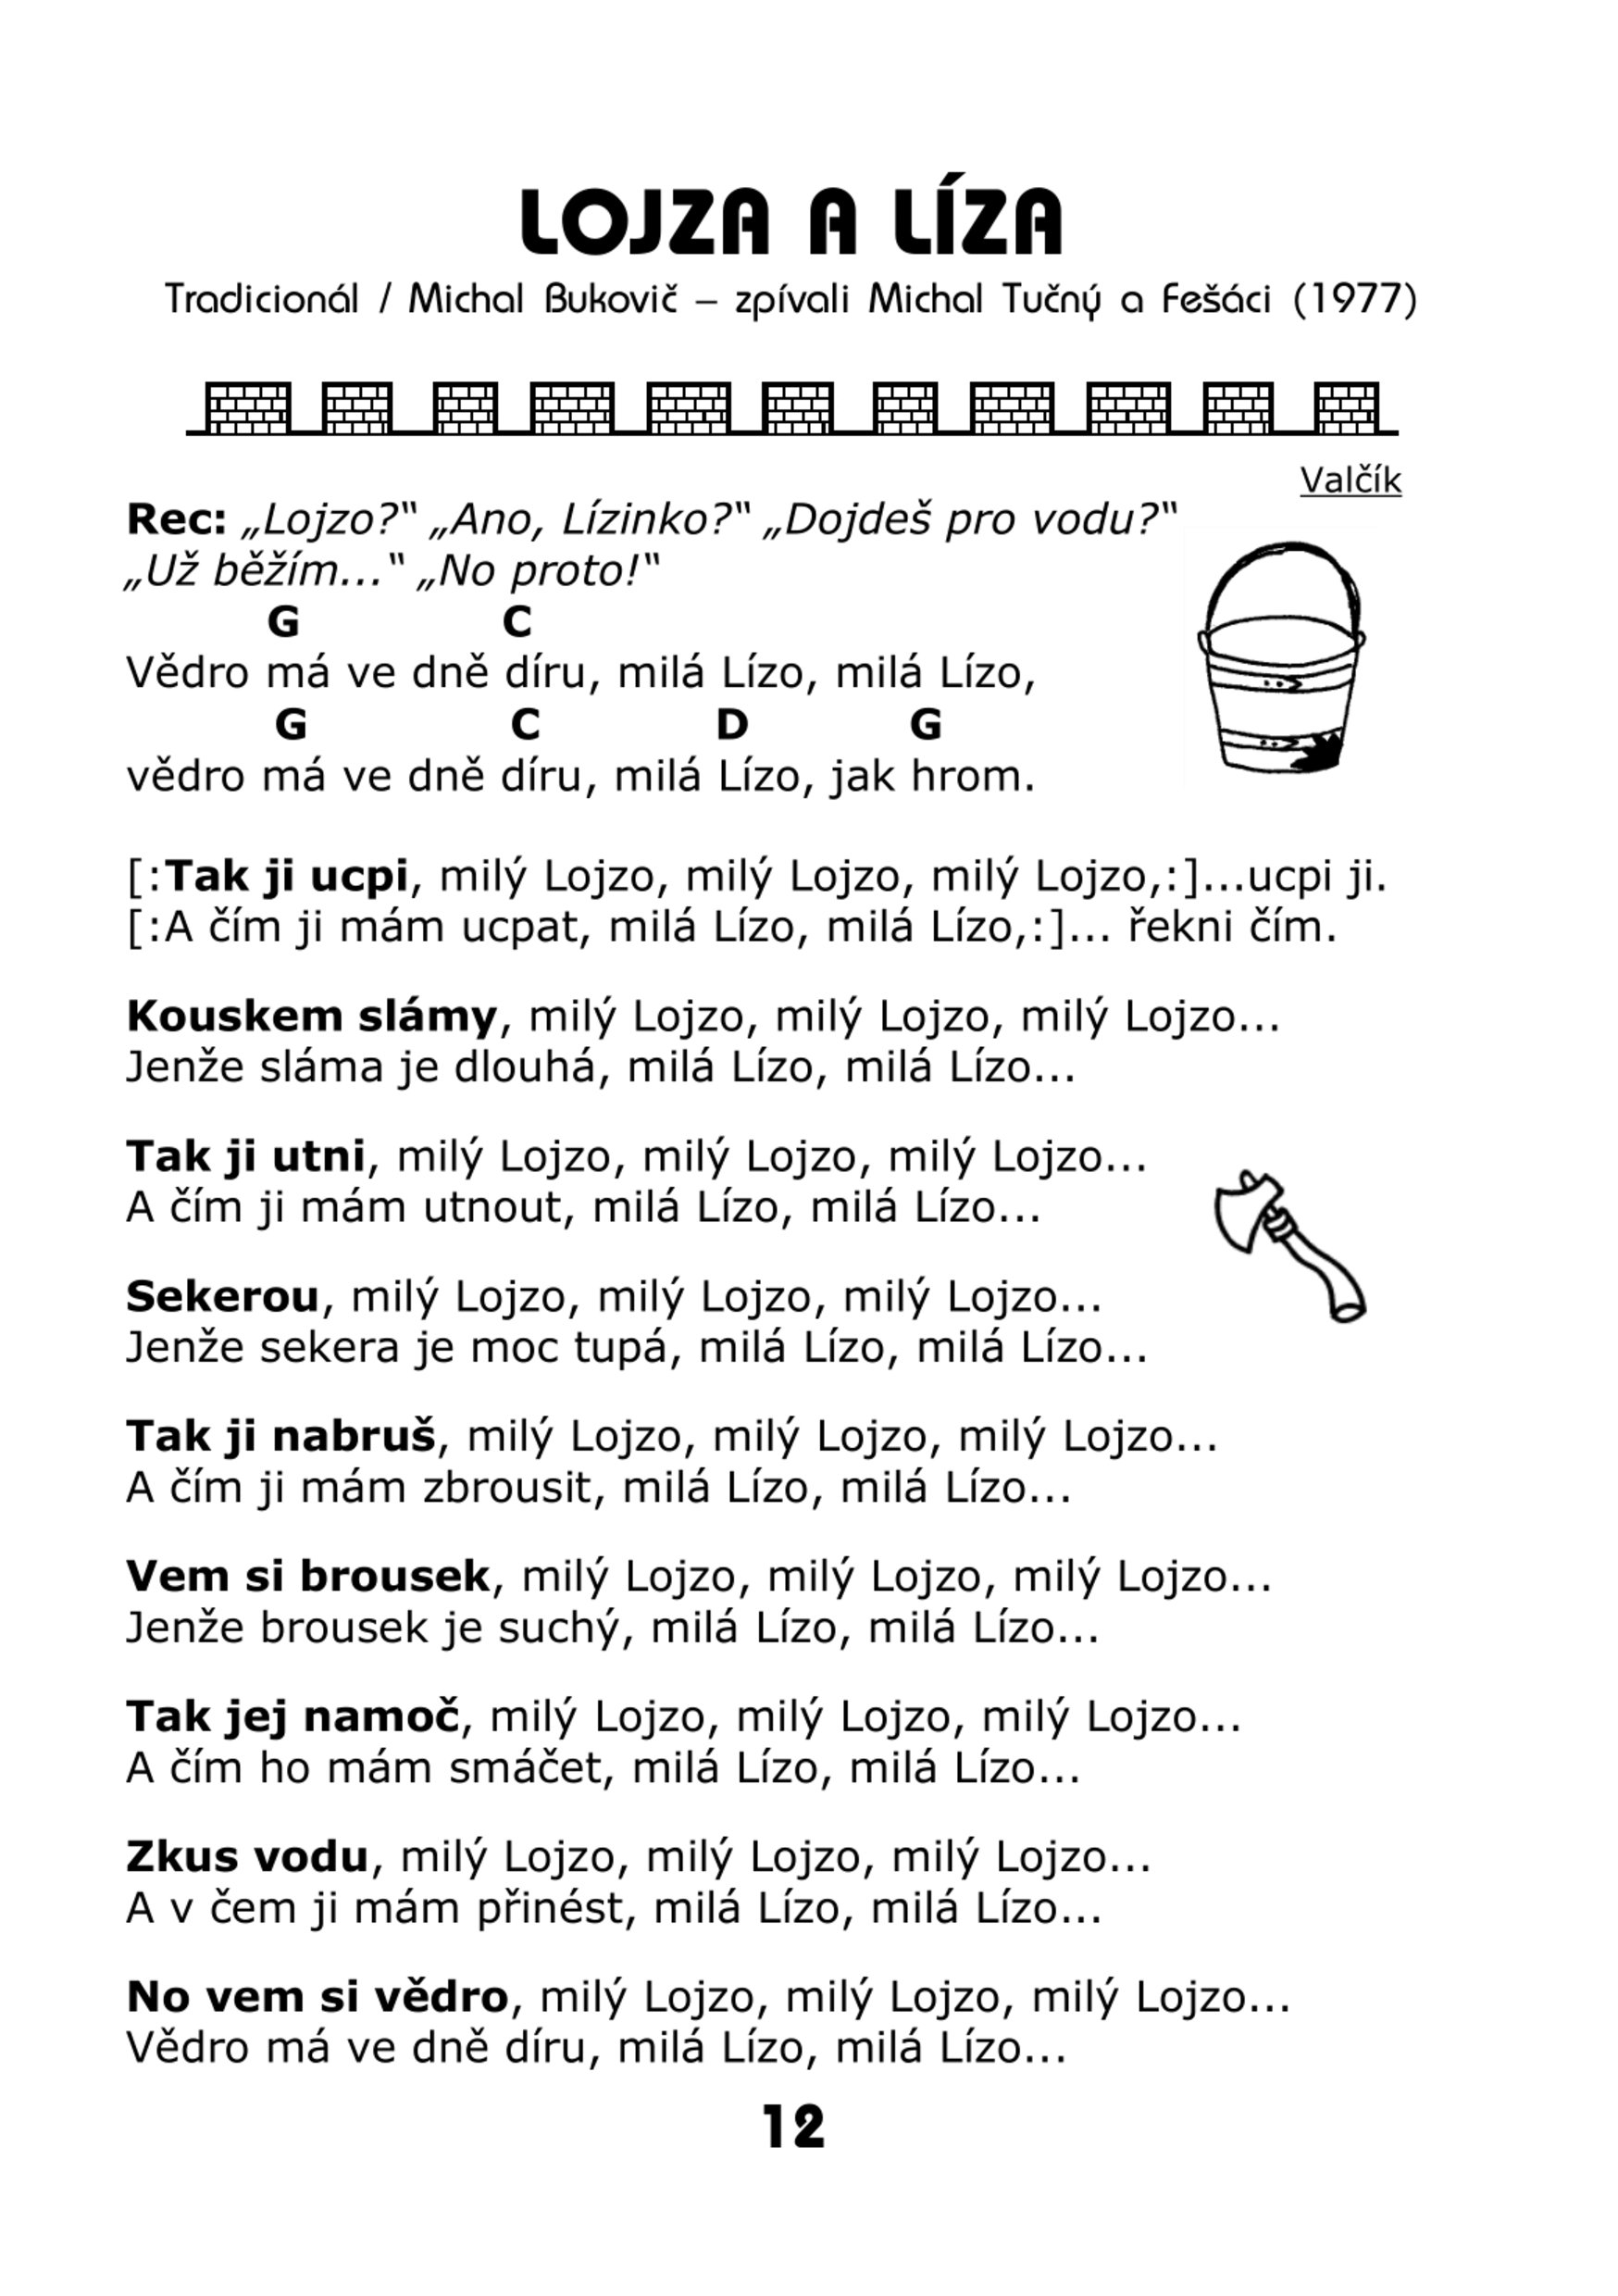 LOJZA A LÍZA
Tradicionál / Michal Bukovič – zpívali Michal Tučný a Fešáci (1977)
Valčík
Rec: „Lojzo?“ „Ano, Lízinko?“ „Dojdeš pro vodu?“
„Už běžím...“ „No proto!“
G C
Vědro má ve dně díru, milá Lízo, milá Lízo,
G C D G
vědro má ve dně díru, milá Lízo, jak hrom.
[:Tak ji ucpi, milý Lojzo, milý Lojzo, milý Lojzo,:]...ucpi ji.
[:A čím ji mám ucpat, milá Lízo, milá Lízo,:]... řekni čím.
Kouskem slámy, milý Lojzo, milý Lojzo, milý Lojzo...
Jenže sláma je dlouhá, milá Lízo, milá Lízo...
Tak ji utni, milý Lojzo, milý Lojzo, milý Lojzo...
A čím ji mám utnout, milá Lízo, milá Lízo...
Sekerou, milý Lojzo, milý Lojzo, milý Lojzo...
Jenže sekera je moc tupá, milá Lízo, milá Lízo...
Tak ji nabruš, milý Lojzo, milý Lojzo, milý Lojzo...
A čím ji mám zbrousit, milá Lízo, milá Lízo...
Vem si brousek, milý Lojzo, milý Lojzo, milý Lojzo...
Jenže brousek je suchý, milá Lízo, milá Lízo...
Tak jej namoč, milý Lojzo, milý Lojzo, milý Lojzo...
A čím ho mám smáčet, milá Lízo, milá Lízo...
Zkus vodu, milý Lojzo, milý Lojzo, milý Lojzo...
A v čem ji mám přinést, milá Lízo, milá Lízo...
No vem si vědro, milý Lojzo, milý Lojzo, milý Lojzo...
Vědro má ve dně díru, milá Lízo, milá Lízo...
12